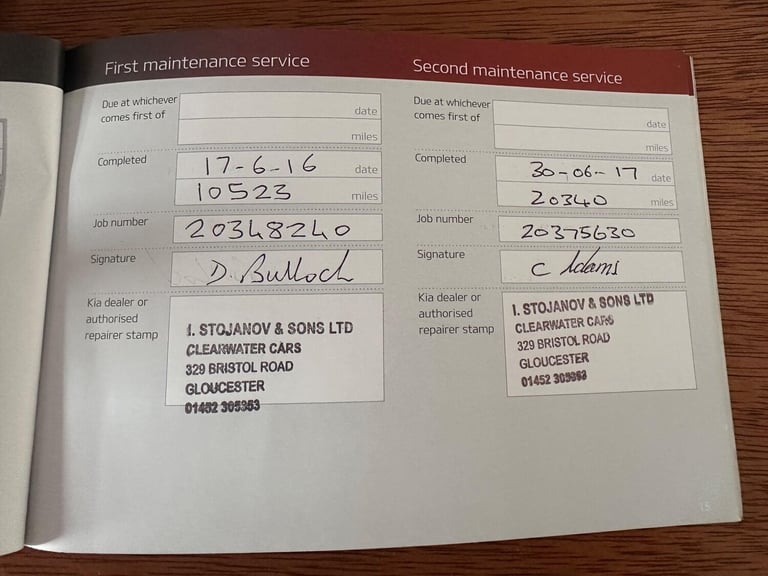 First maintenance service
Due at whichever
comes first of
date
miles
Completed
17-6-16 date
10523 miles
Job number
20348240
Signature
D. Bulloch
Kia dealer or
authorised
repairer stamp
I. STOJANOV & SONS LTD
CLEARWATER CARS
329 BRISTOL ROAD
GLOUCESTER
01452 305353
Second maintenance service
Due at whichever
comes first of
date
miles
Completed
30-06-17 date
20340 miles
Job number
20375630
Signature
C Adams
Kia dealer or
authorised
repairer stamp
I. STOJANOV & SONS LTD
CLEARWATER CARS
329 BRISTOL ROAD
GLOUCESTER
01452
15